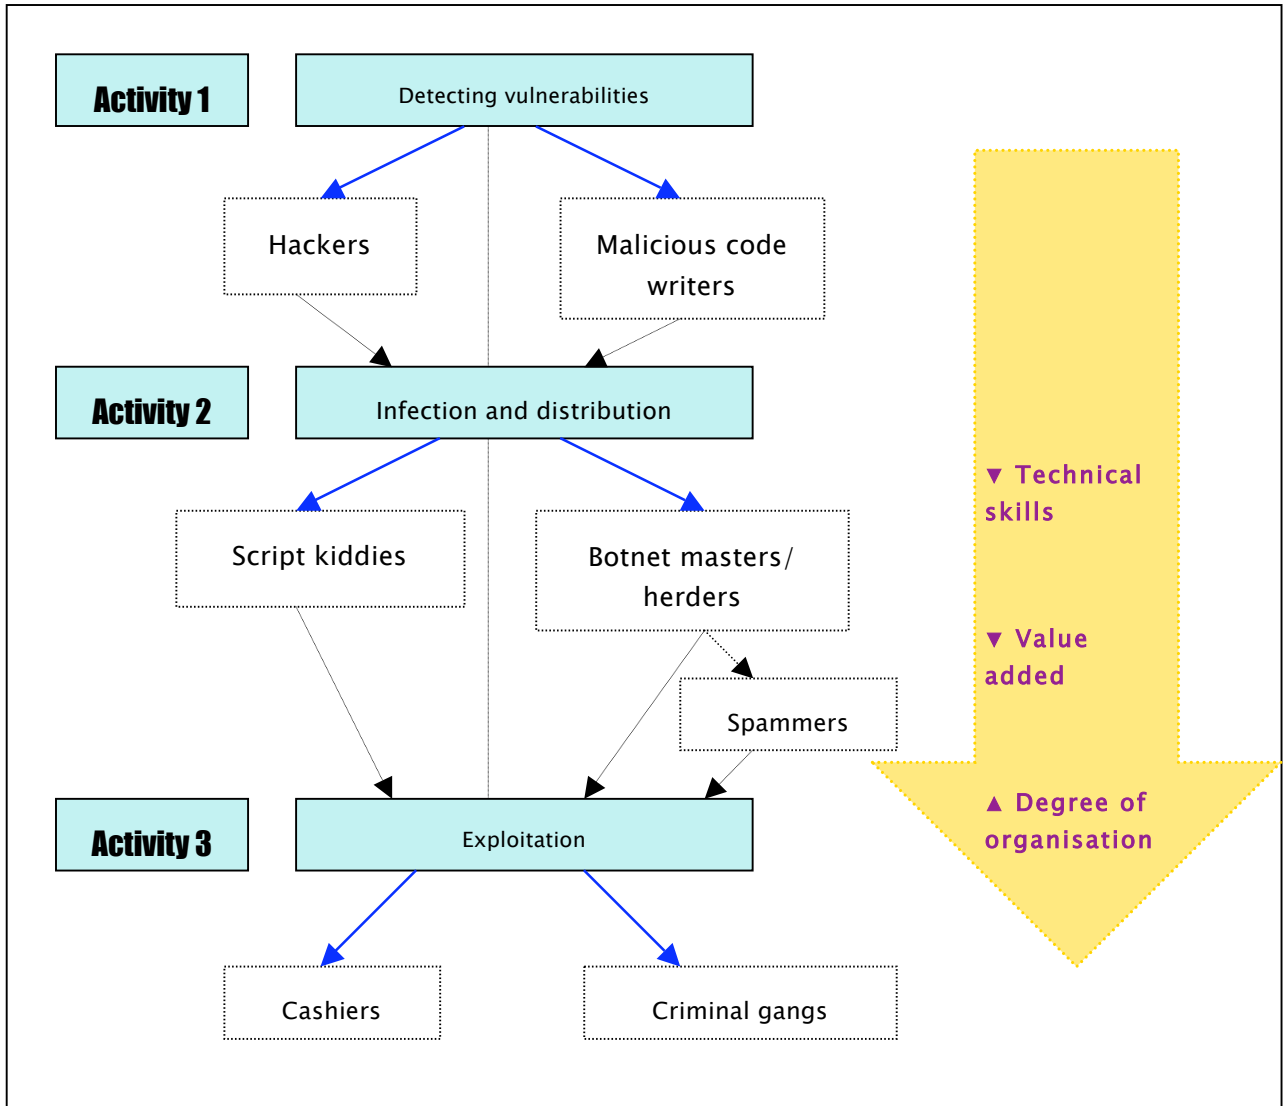 Activity 1
Detecting vulnerabilities
Hackers
Malicious code
writers
Activity 2
Infection and distribution
Script kiddies
Botnet masters/
herders
Spammers
Activity 3
Exploitation
Cashiers
Criminal gangs
▼ Technical
skills
▼ Value
added
▲ Degree of
organisation